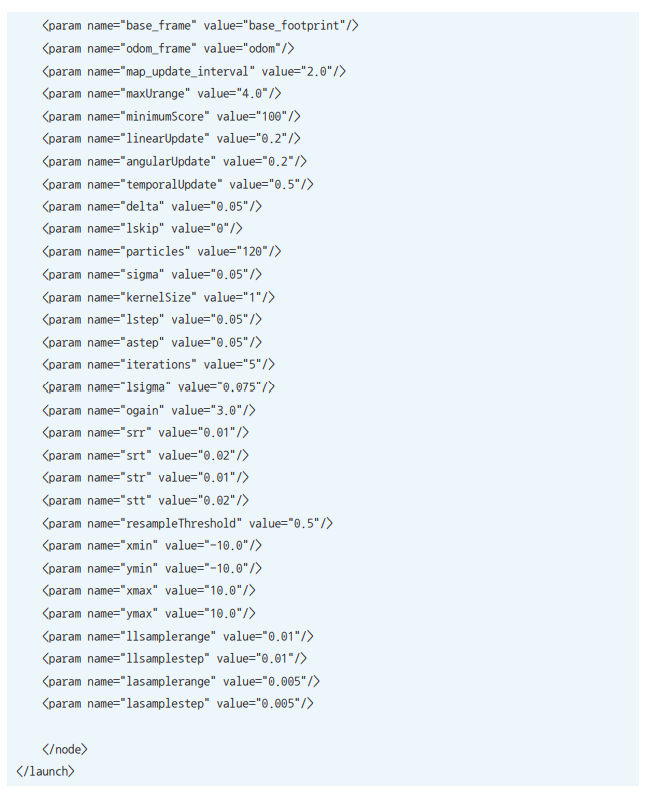 <param name="base_frame" value="base_footprint"/>
<param name="odom_frame" value="odom"/>
<param name="map_update_interval" value="2.0"/>
<param name="maxUrange" value="4.0"/>
<param name="minimumScore" value="100"/>
<param name="linearUpdate" value="0.2"/>
<param name="angularUpdate" value="0.2"/>
<param name="temporalUpdate" value="0.5"/>
<param name="delta" value="0.05"/>
<param name="lskip" value="0"/>
<param name="particles" value="120"/>
<param name="sigma" value="0.05"/>
<param name="kernelSize" value="1"/>
<param name="lstep" value="0.05"/>
<param name="astep" value="0.05"/>
<param name="iterations" value="5"/>
<param name="lsigma" value="0.075"/>
<param name="ogain" value="3.0"/>
<param name="srr" value="0.01"/>
<param name="srt" value="0.02"/>
<param name="str" value="0.01"/>
<param name="stt" value="0.02"/>
<param name="resampleThreshold" value="0.5"/>
<param name="xmin" value="-10.0"/>
<param name="ymin" value="-10.0"/>
<param name="xmax" value="10.0"/>
<param name="ymax" value="10.0"/>
<param name="llsamplerange" value="0.01"/>
<param name="llsamplestep" value="0.01"/>
<param name="lasamplerange" value="0.005"/>
<param name="lasamplestep" value="0.005"/>
</node>
</launch>